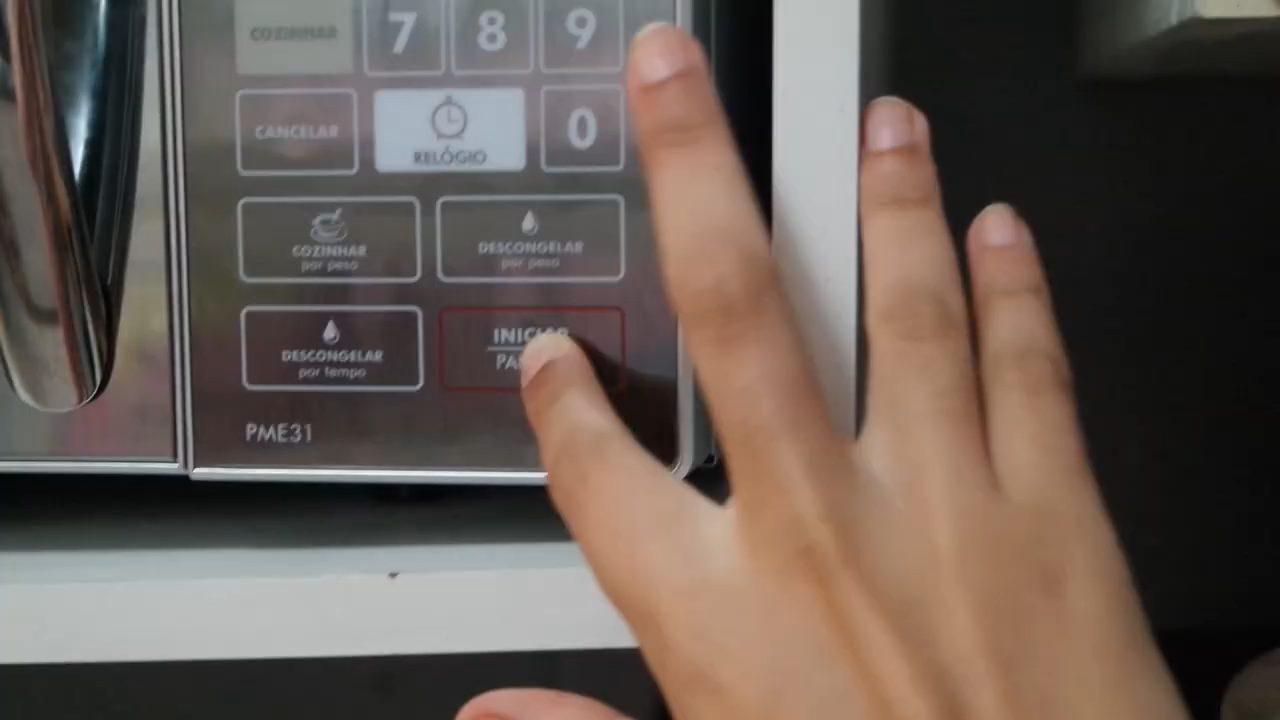 COZINHAR
7
8
9
CANCELAR
RELÓGIO
0
COZINHAR
por peso
DESCONGELAR
por peso
DESCONGELAR
por tempo
PME31